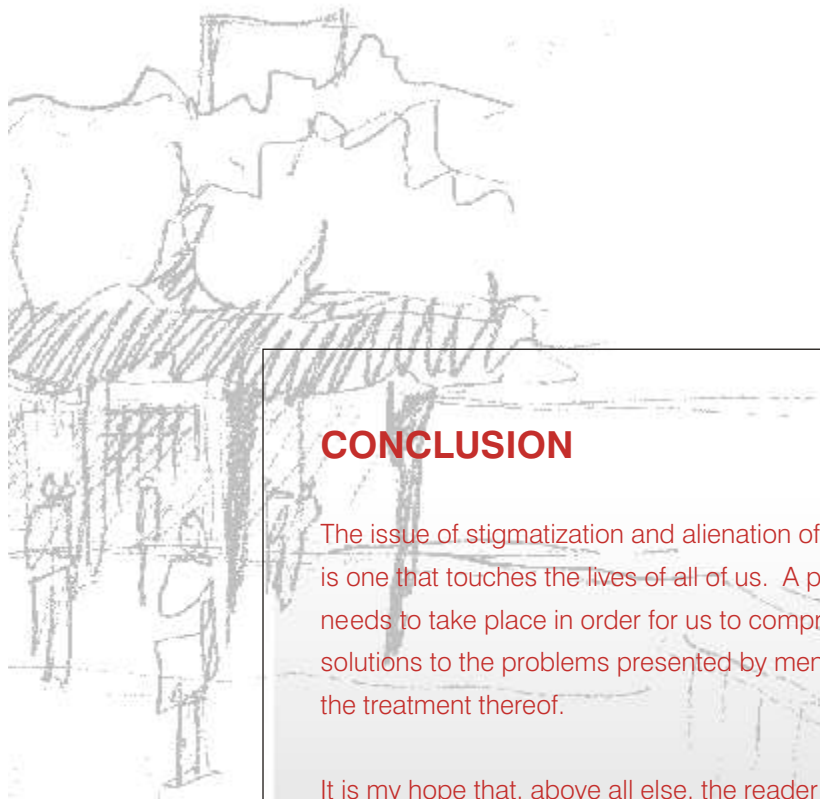 CONCLUSION
The issue of stigmatization and alienation of
is one that touches the lives of all of us. A
needs to take place in order for us to
solutions to the problems presented by
the treatment thereof.
It is my hope that, above all else, the reader